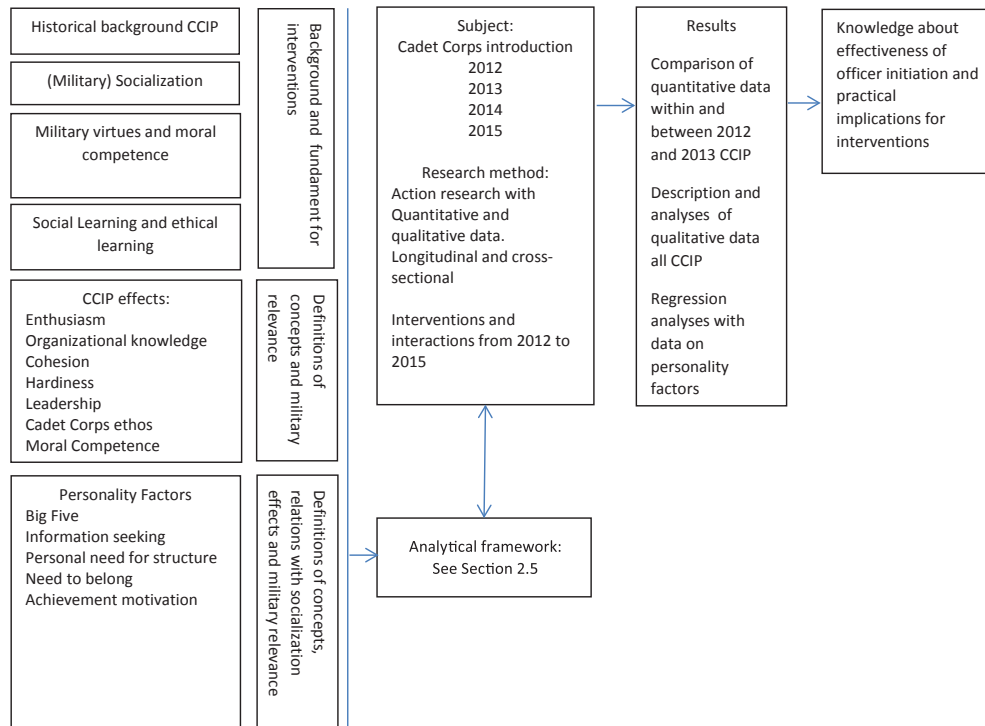 Historical background CCIP
(Military) Socialization
Military virtues and moral
competence
Social Learning and ethical
learning
CCIP effects:
Enthusiasm
Organizational knowledge
Cohesion
Hardiness
Leadership
Cadet Corps ethos
Moral Competence
Personality Factors
Big Five
Information seeking
Personal need for structure
Need to belong
Achievement motivation
Background and fundament for
interventions
Definitions of
concepts and military
relevance
Definitions of concepts,
relations with socialization
effects and military relevance
Subject:
Cadet Corps introduction
2012
2013
2014
2015
Research method:
Action research with
Quantitative and
qualitative data.
Longitudinal and cross-
sectional
Interventions and
interactions from 2012 to
2015
Analytical framework:
See Section 2.5
Results
Comparison of
quantitative data
within and
between 2012
and 2013 CCIP
Description and
analyses of
qualitative data
all CCIP
Regression
analyses with
data on
personality
factors
Knowledge about
effectiveness of
officer initiation and
practical
implications for
interventions